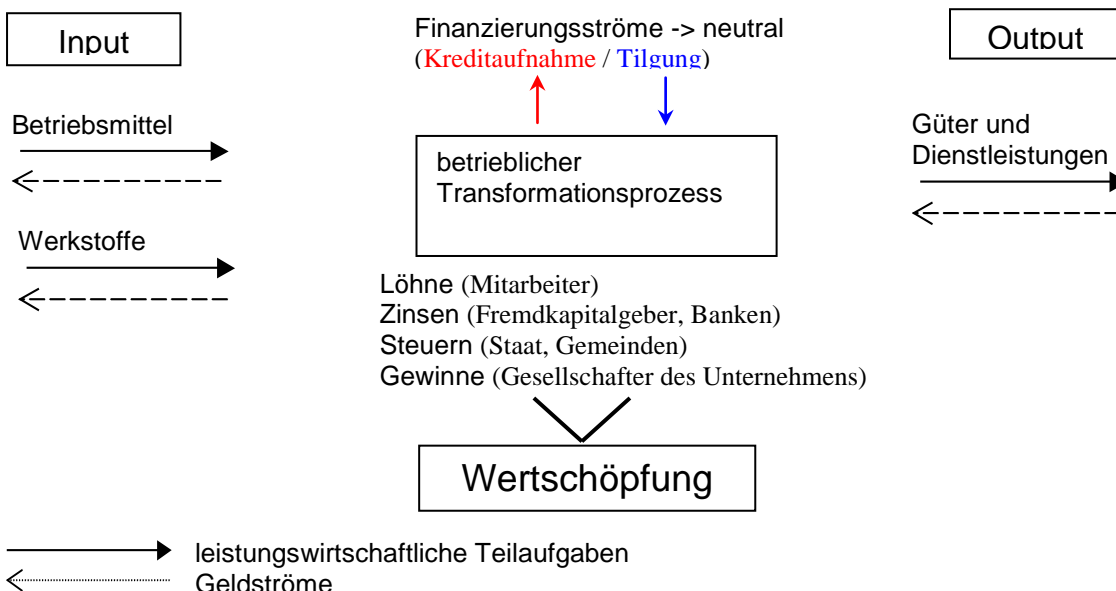 Input
Finanzierungsströme -> neutral
(Kreditaufnahme / Tilgung)
Output
Betriebsmittel
betrieblicher
Transformationsprozess
Güter und
Dienstleistungen
Werkstoffe
Löhne (Mitarbeiter)
Zinsen (Fremdkapitalgeber, Banken)
Steuern (Staat, Gemeinden)
Gewinne (Gesellschafter des Unternehmens)
Wertschöpfung
leistungswirtschaftliche Teilaufgaben
Geldströme